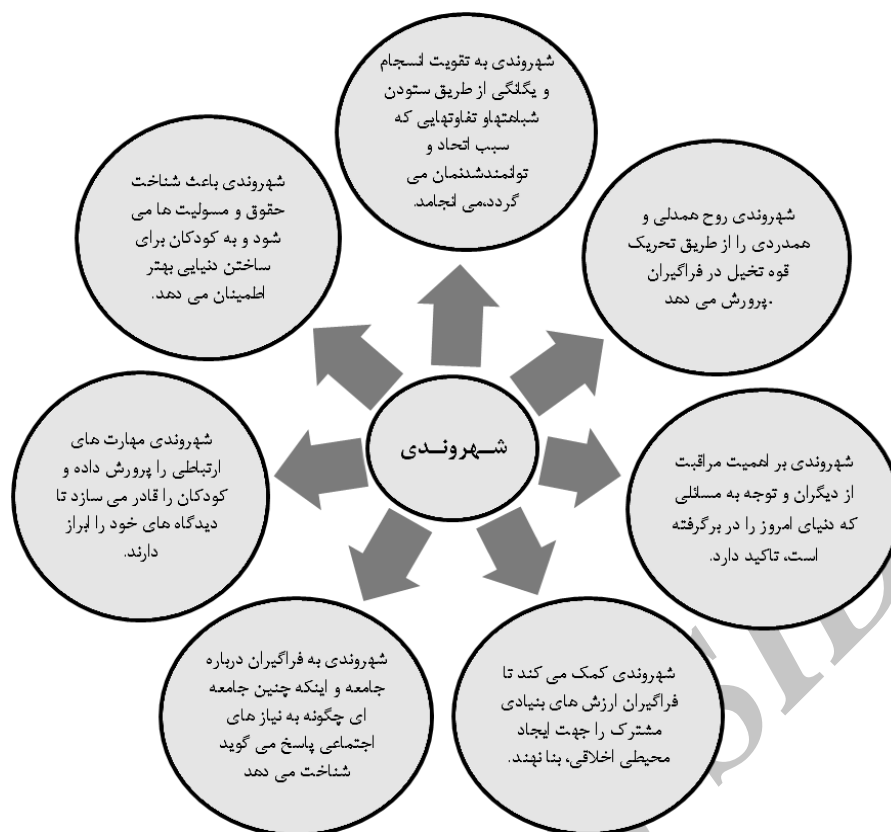 شهروندی به تقویت انسجام
و یگانگی از طریق ستودن
شباهتهاو تفاوتهایی که
سبب اتحاد و
توانمندشدنمان می
گردد،می انجامد.
شهروندی روح همدلی و
همدردی را از طریق تحریک
قوه تخیل در فراگیران
.پرورش می دهد
شهروندی بر اهمیت مراقبت
از دیگران و توجه به مسائلی
که دنیای امروز را در برگرفته
است، تاکید دارد.
شهروندی کمک می کند تا
فراگیران ارزش های بنیادی
مشترک را جهت ایجاد
محیطی اخلاقی، بنا نهند.
شهروندی به فراگیران درباره
جامعه و اینکه چنین جامعه
ای چگونه به نیاز های
اجتماعی پاسخ می گوید
شناخت می دهد
شهروندی مهارت های
ارتباطی را پرورش داده و
کودکان را قادر می سازد تا
دیدگاه های خود را ابراز
دارند.
شهروندی باعث شناخت
حقوق و مسولیت ها می
شود و به کودکان برای
ساختن دنیایی بهتر
اطمینان می دهد.
شــهرونــدی
SID